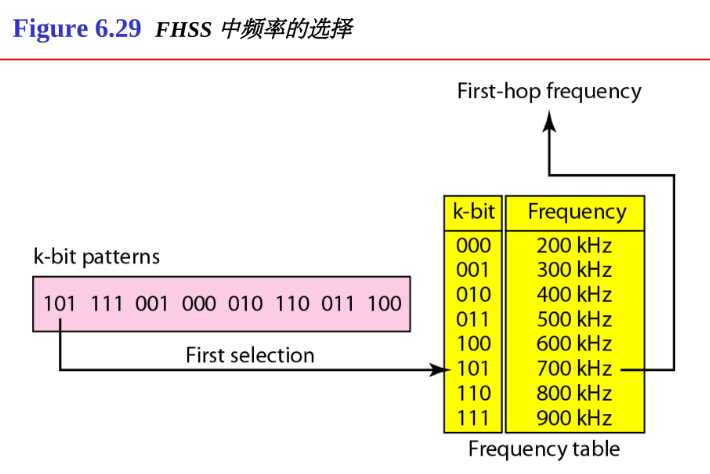 Figure 6.29 FHSS 中频率的选择
First-hop frequency
k-bit patterns
101 111 001 000 010 110 011 100
First selection
k-bit Frequency
000 200 kHz
001 300 kHz
010 400 kHz
011 500 kHz
100 600 kHz
101 700 kHz
110 800 kHz
111 900 kHz
Frequency table